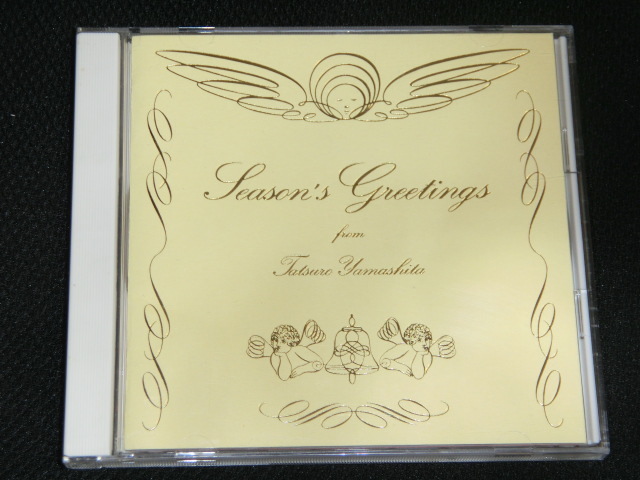 Season's Greetings
from
Tatsuro Yamashita